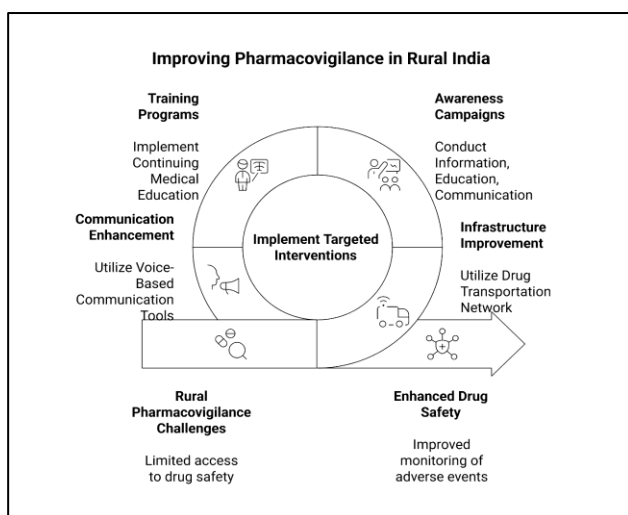 Improving Pharmacovigilance in Rural India
Training
Programs
Implement
Continuing
Medical
Education
Awareness
Campaigns
Conduct
Information,
Education,
Communication
Communication
Enhancement
Utilize Voice-
Based
Communication
Tools
Implement Targeted
Interventions
Infrastructure
Improvement
Utilize Drug
Transportation
Network
Rural
Pharmacovigilance
Challenges
Limited access
to drug safety
Enhanced Drug
Safety
Improved
monitoring of
adverse events